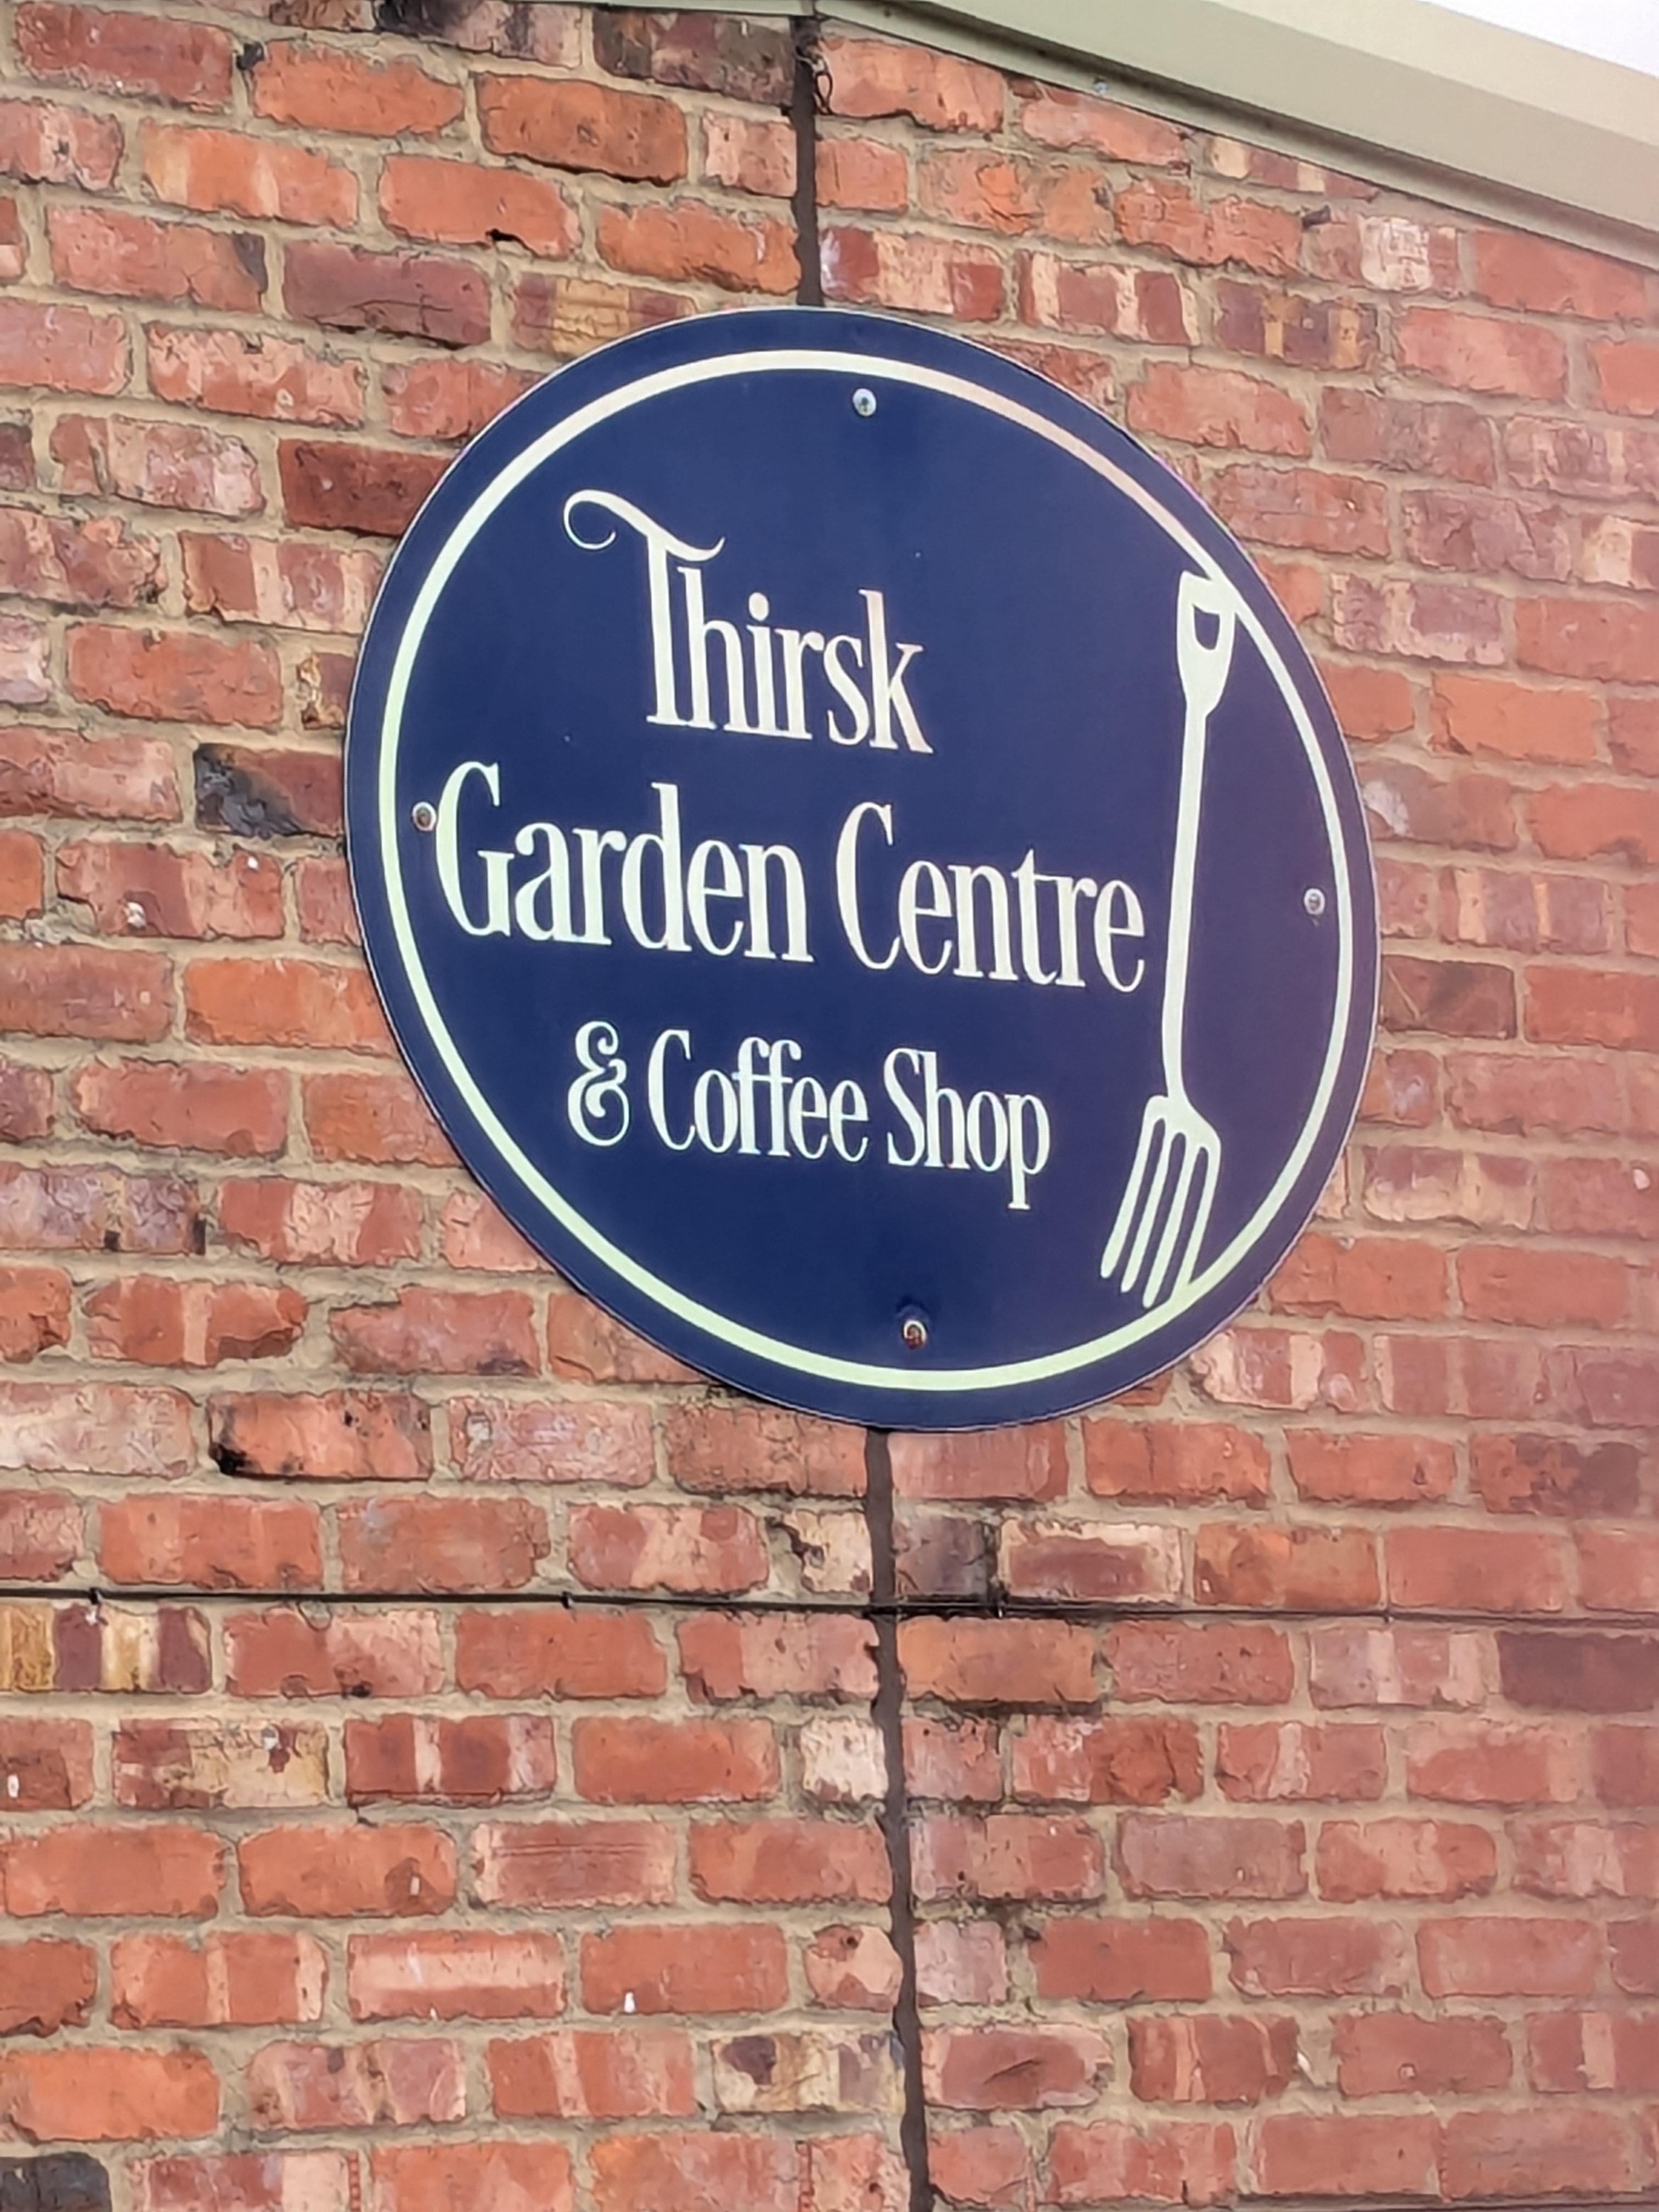 Thirsk
Garden Centre
& Coffee Shop